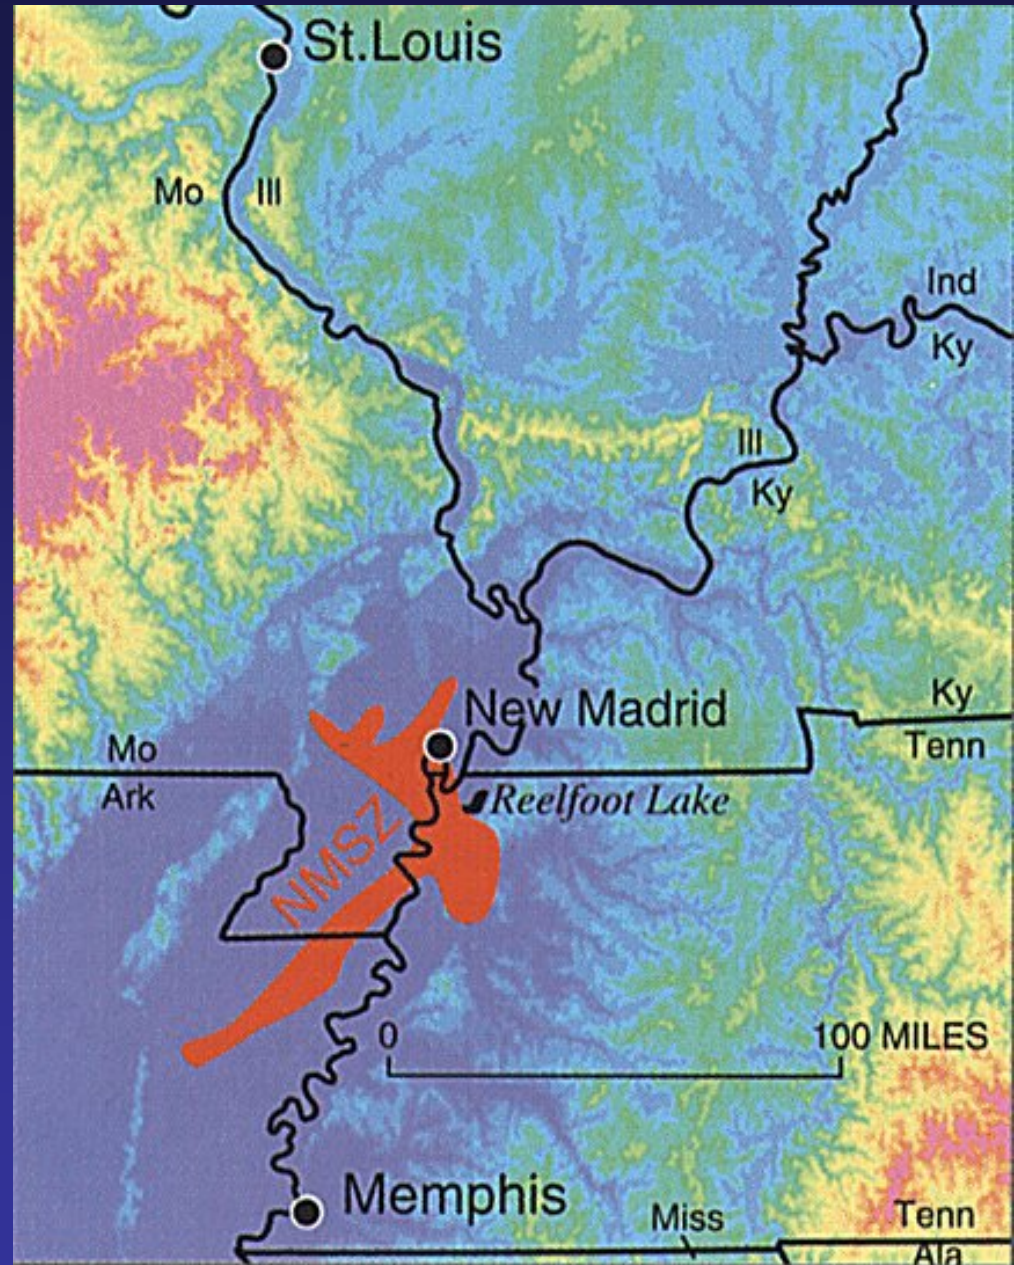 St.Louis
Mo
Ill
Ind
Ky
Ill
Ky
New Madrid
Ky
Mo
Tenn
Ark
Reelfoot Lake
NMSZ
0
100 MILES
Memphis
Miss
Tenn
Ala